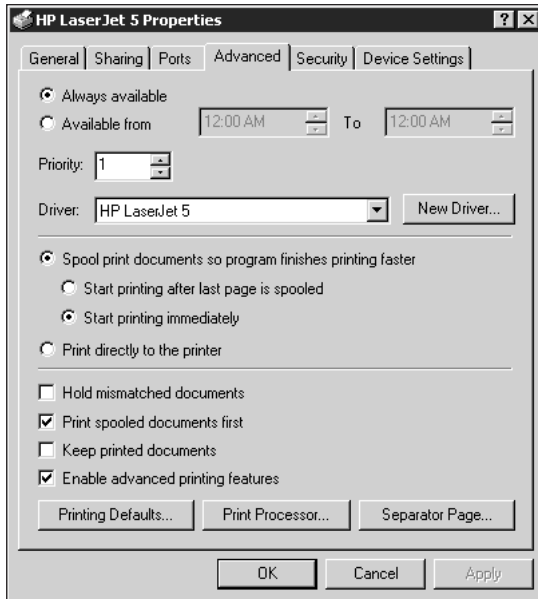 HP LaserJet 5 Properties
General Sharing Ports Advanced Security Device Settings
Always available
Available from 12:00 AM To 12:00 AM
Priority: 1
Driver: HP LaserJet 5 New Driver...
Spool print documents so program finishes printing faster
Start printing after last page is spooled
Start printing immediately
Print directly to the printer
Hold mismatched documents
Print spooled documents first
Keep printed documents
Enable advanced printing features
Printing Defaults... Print Processor... Separator Page...
OK Cancel Apply